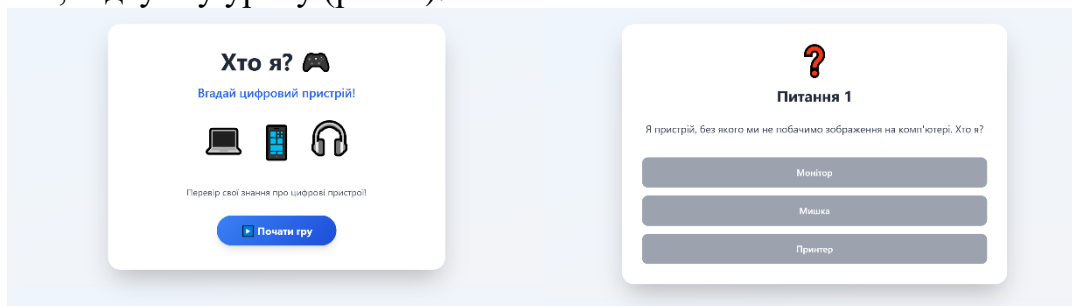 Хто я?
Вгадай цифровий пристрій!
Перевір свої знання про цифрові пристрої!
Почати гру
Питання 1
Я пристрій, без якого ми не побачимо зображення на комп'ютері. Хто я?
Монітор
Мишка
Принтер